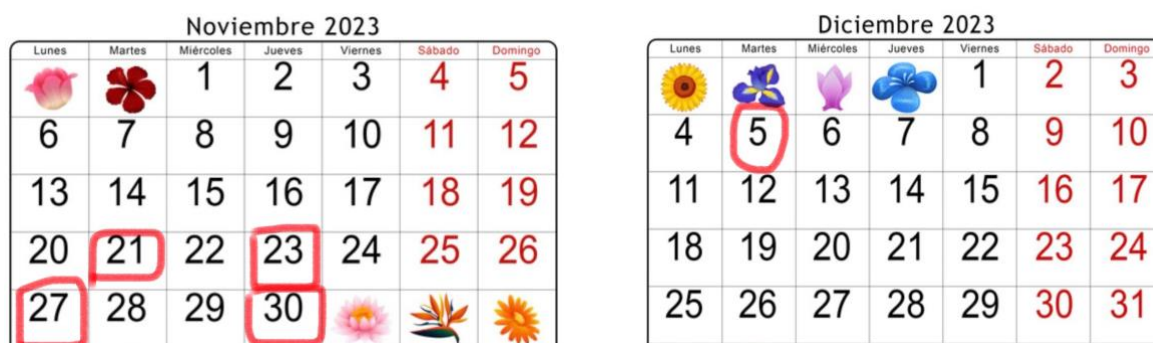 Noviembre 2023
Lunes Martes Miércoles Jueves Viernes Sábado Domingo
1 2 3 4 5
6 7 8 9 10 11 12
13 14 15 16 17 18 19
20 21 22 23 24 25 26
27 28 29 30
Diciembre 2023
Lunes Martes Miércoles Jueves Viernes Sábado Domingo
1 2 3
4 5 6 7 8 9 10
11 12 13 14 15 16 17
18 19 20 21 22 23 24
25 26 27 28 29 30 31